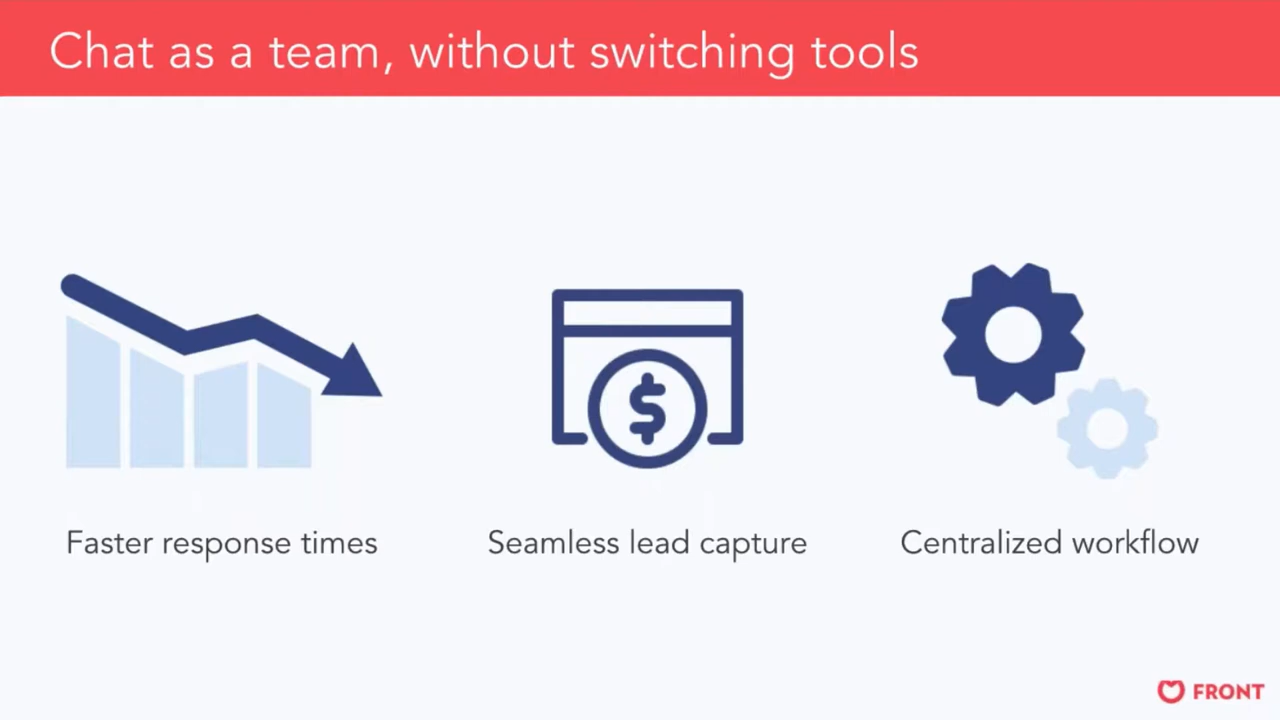 Chat as a team, without switching tools
Faster response times
Seamless lead capture
Centralized workflow
FRONT